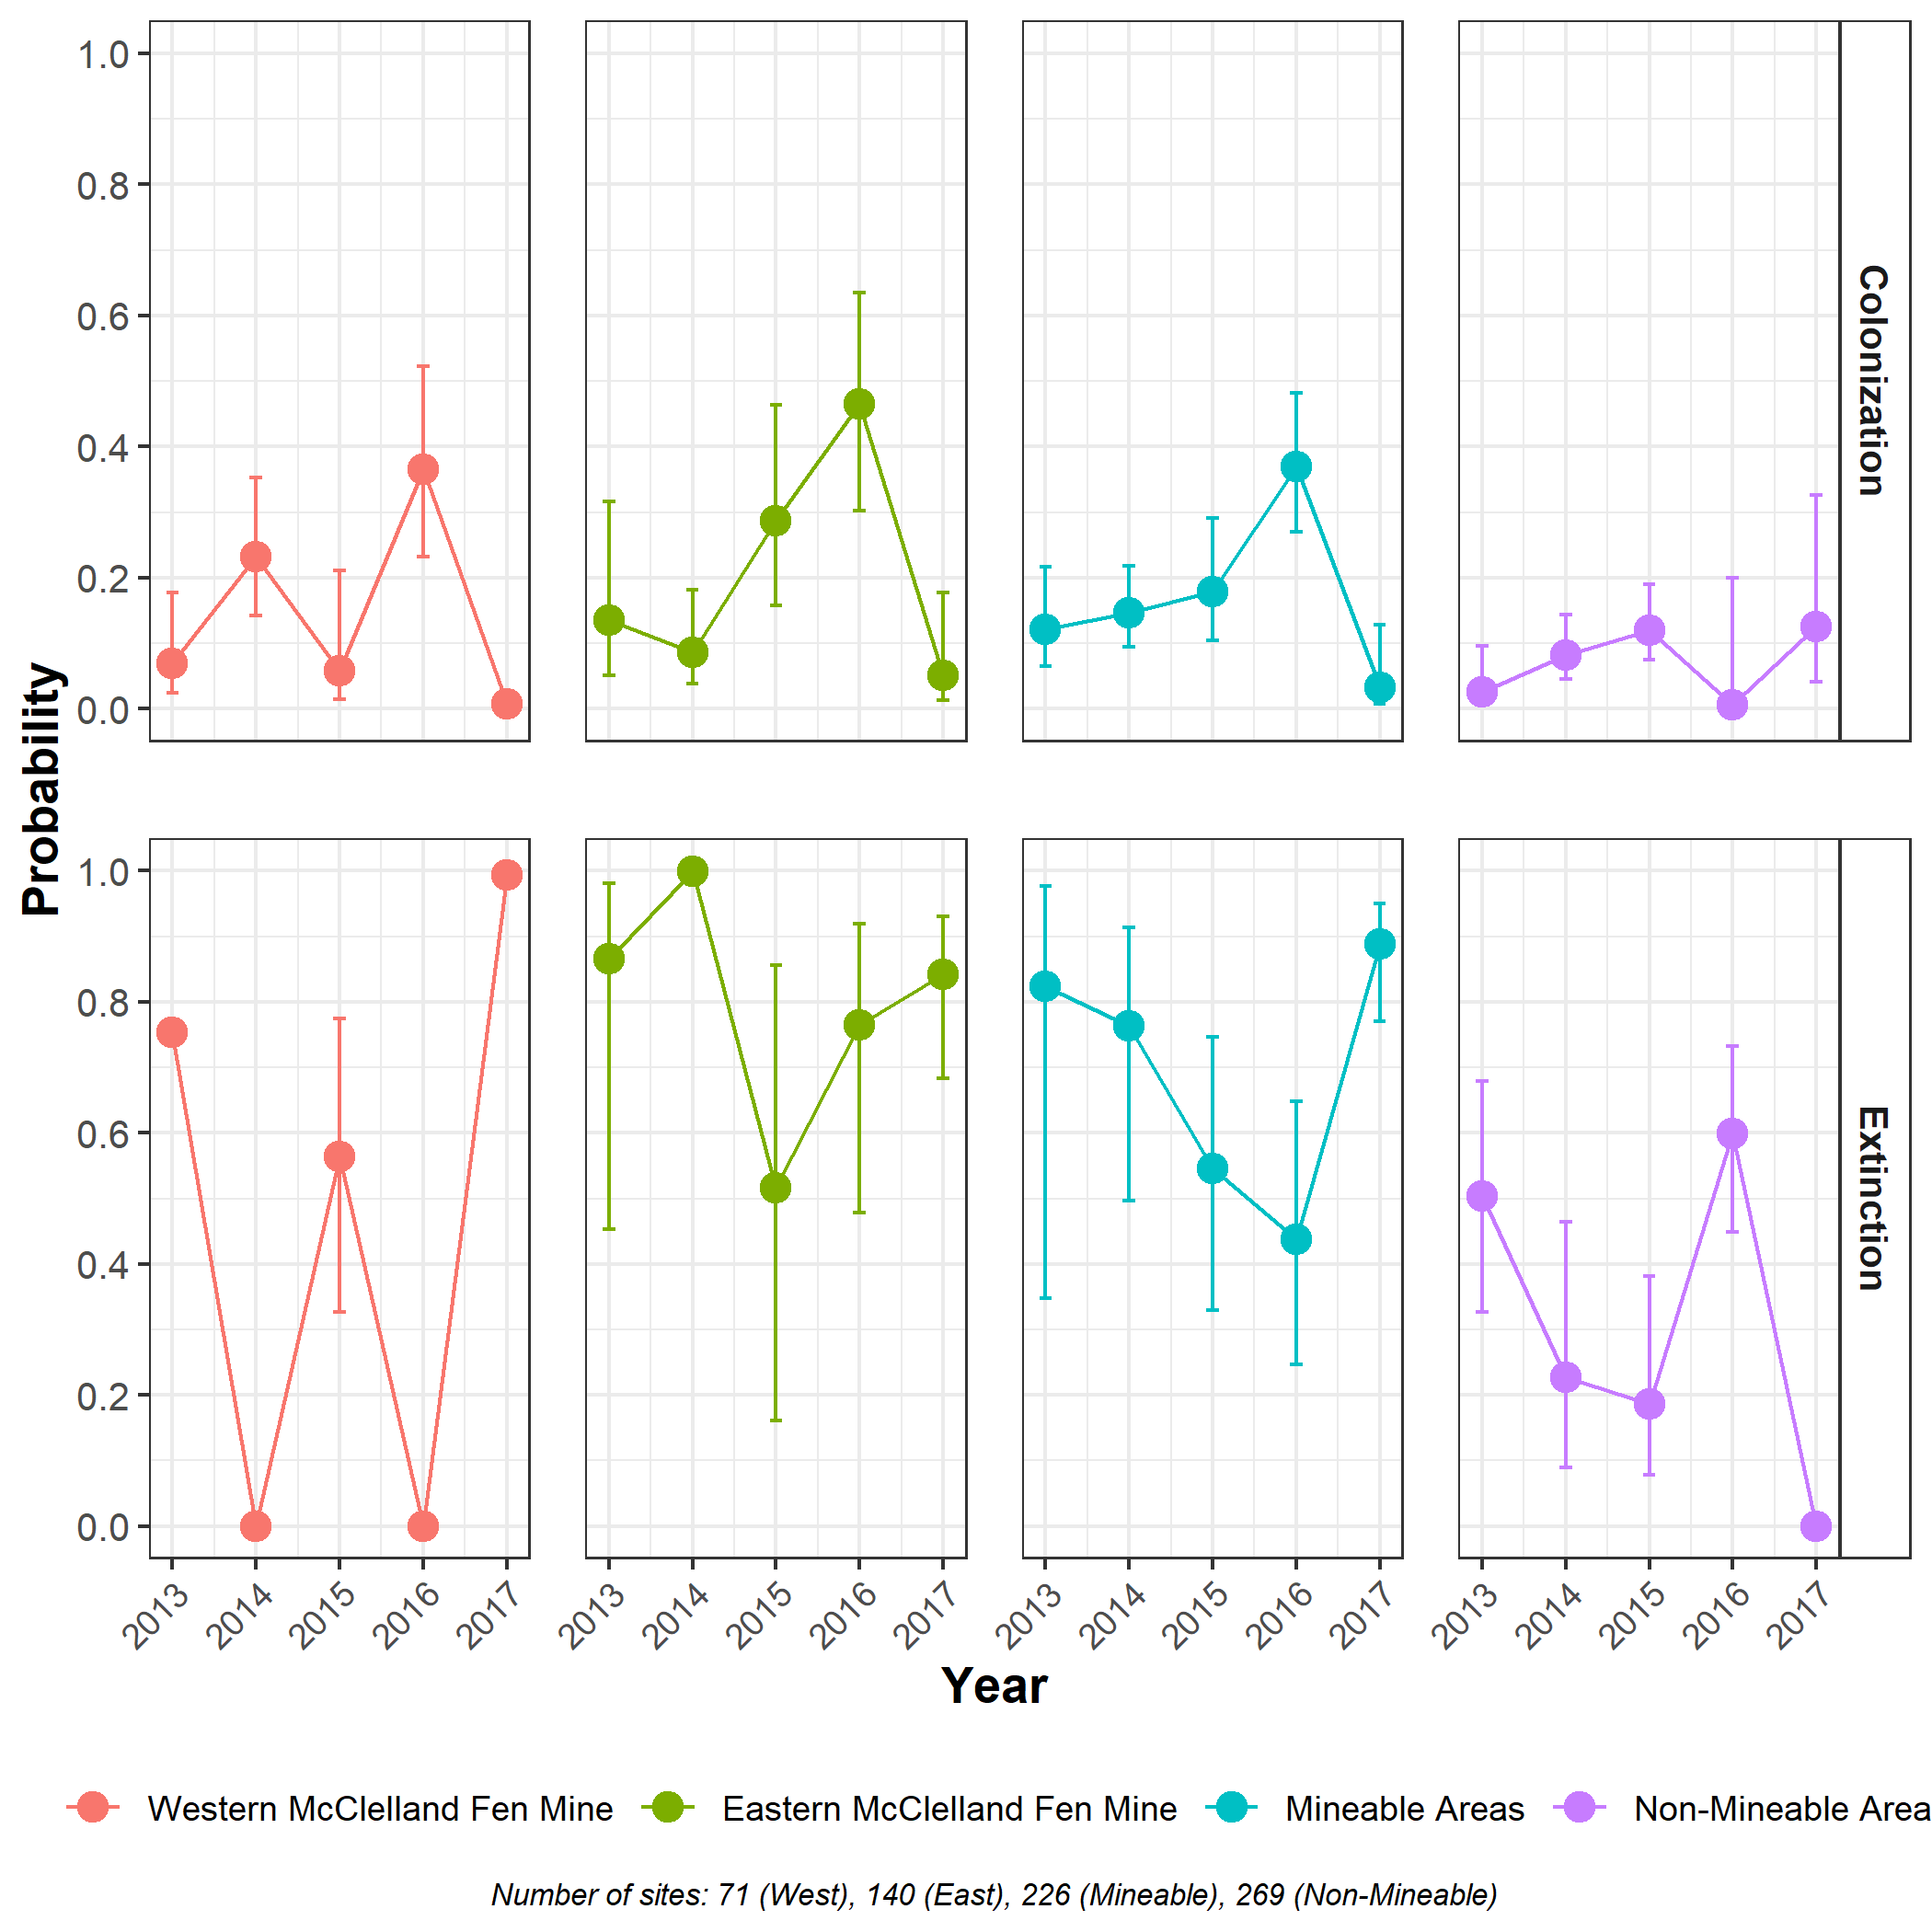 1.0
0.8
0.6
0.4
0.2
0.0
Colonization
Probability
1.0
0.8
0.6
0.4
0.2
0.0
Extinction
2013 2014 2015 2016 2017 2013 2014 2015 2016 2017 2013 2014 2015 2016 2017 2013 2014 2015 2016 2017
Year
Western McClelland Fen Mine Eastern McClelland Fen Mine Mineable Areas Non-Mineable Area
Number of sites: 71 (West), 140 (East), 226 (Mineable), 269 (Non-Mineable)